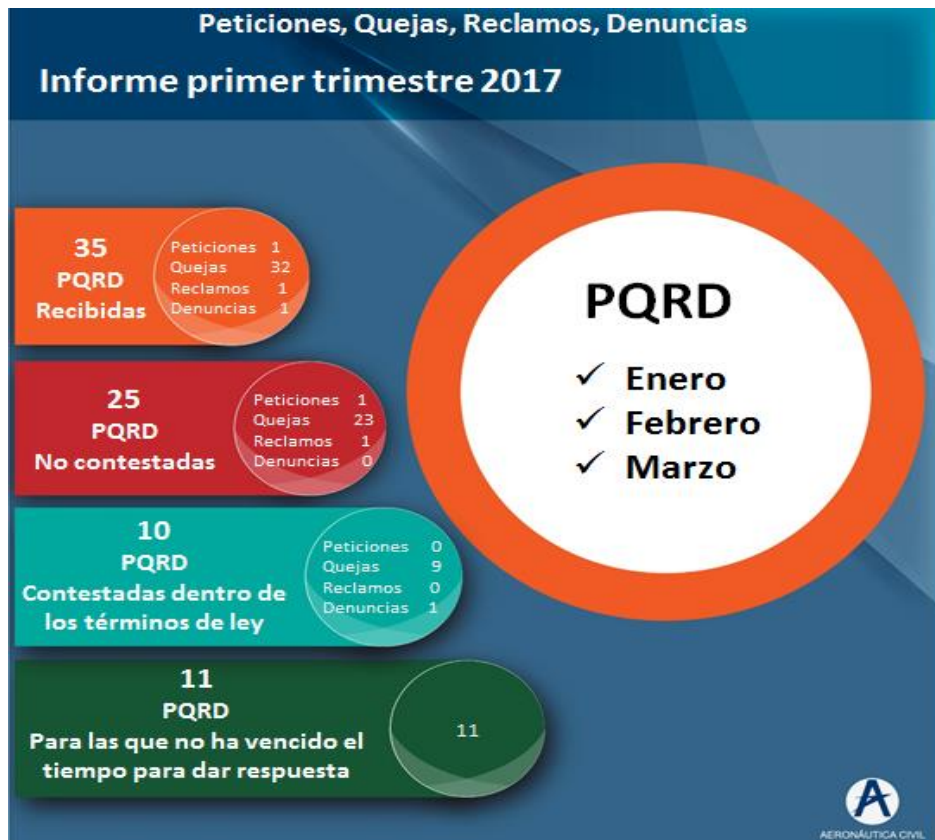 Peticiones, Quejas, Reclamos, Denuncias
Informe primer trimestre 2017
35
PQRD
Recibidas
Peticiones 1
Quejas 32
Reclamos 1
Denuncias 1
25
PQRD
No contestadas
Peticiones 1
Quejas 23
Reclamos 1
Denuncias 0
10
PQRD
Contestadas dentro de
los términos de ley
Peticiones 0
Quejas 9
Reclamos 0
Denuncias 1
11
PQRD
Para las que no ha vencido el
tiempo para dar respuesta
11
PQRD
✓ Enero
✓ Febrero
✓ Marzo
AERONÁUTICA CIVIL